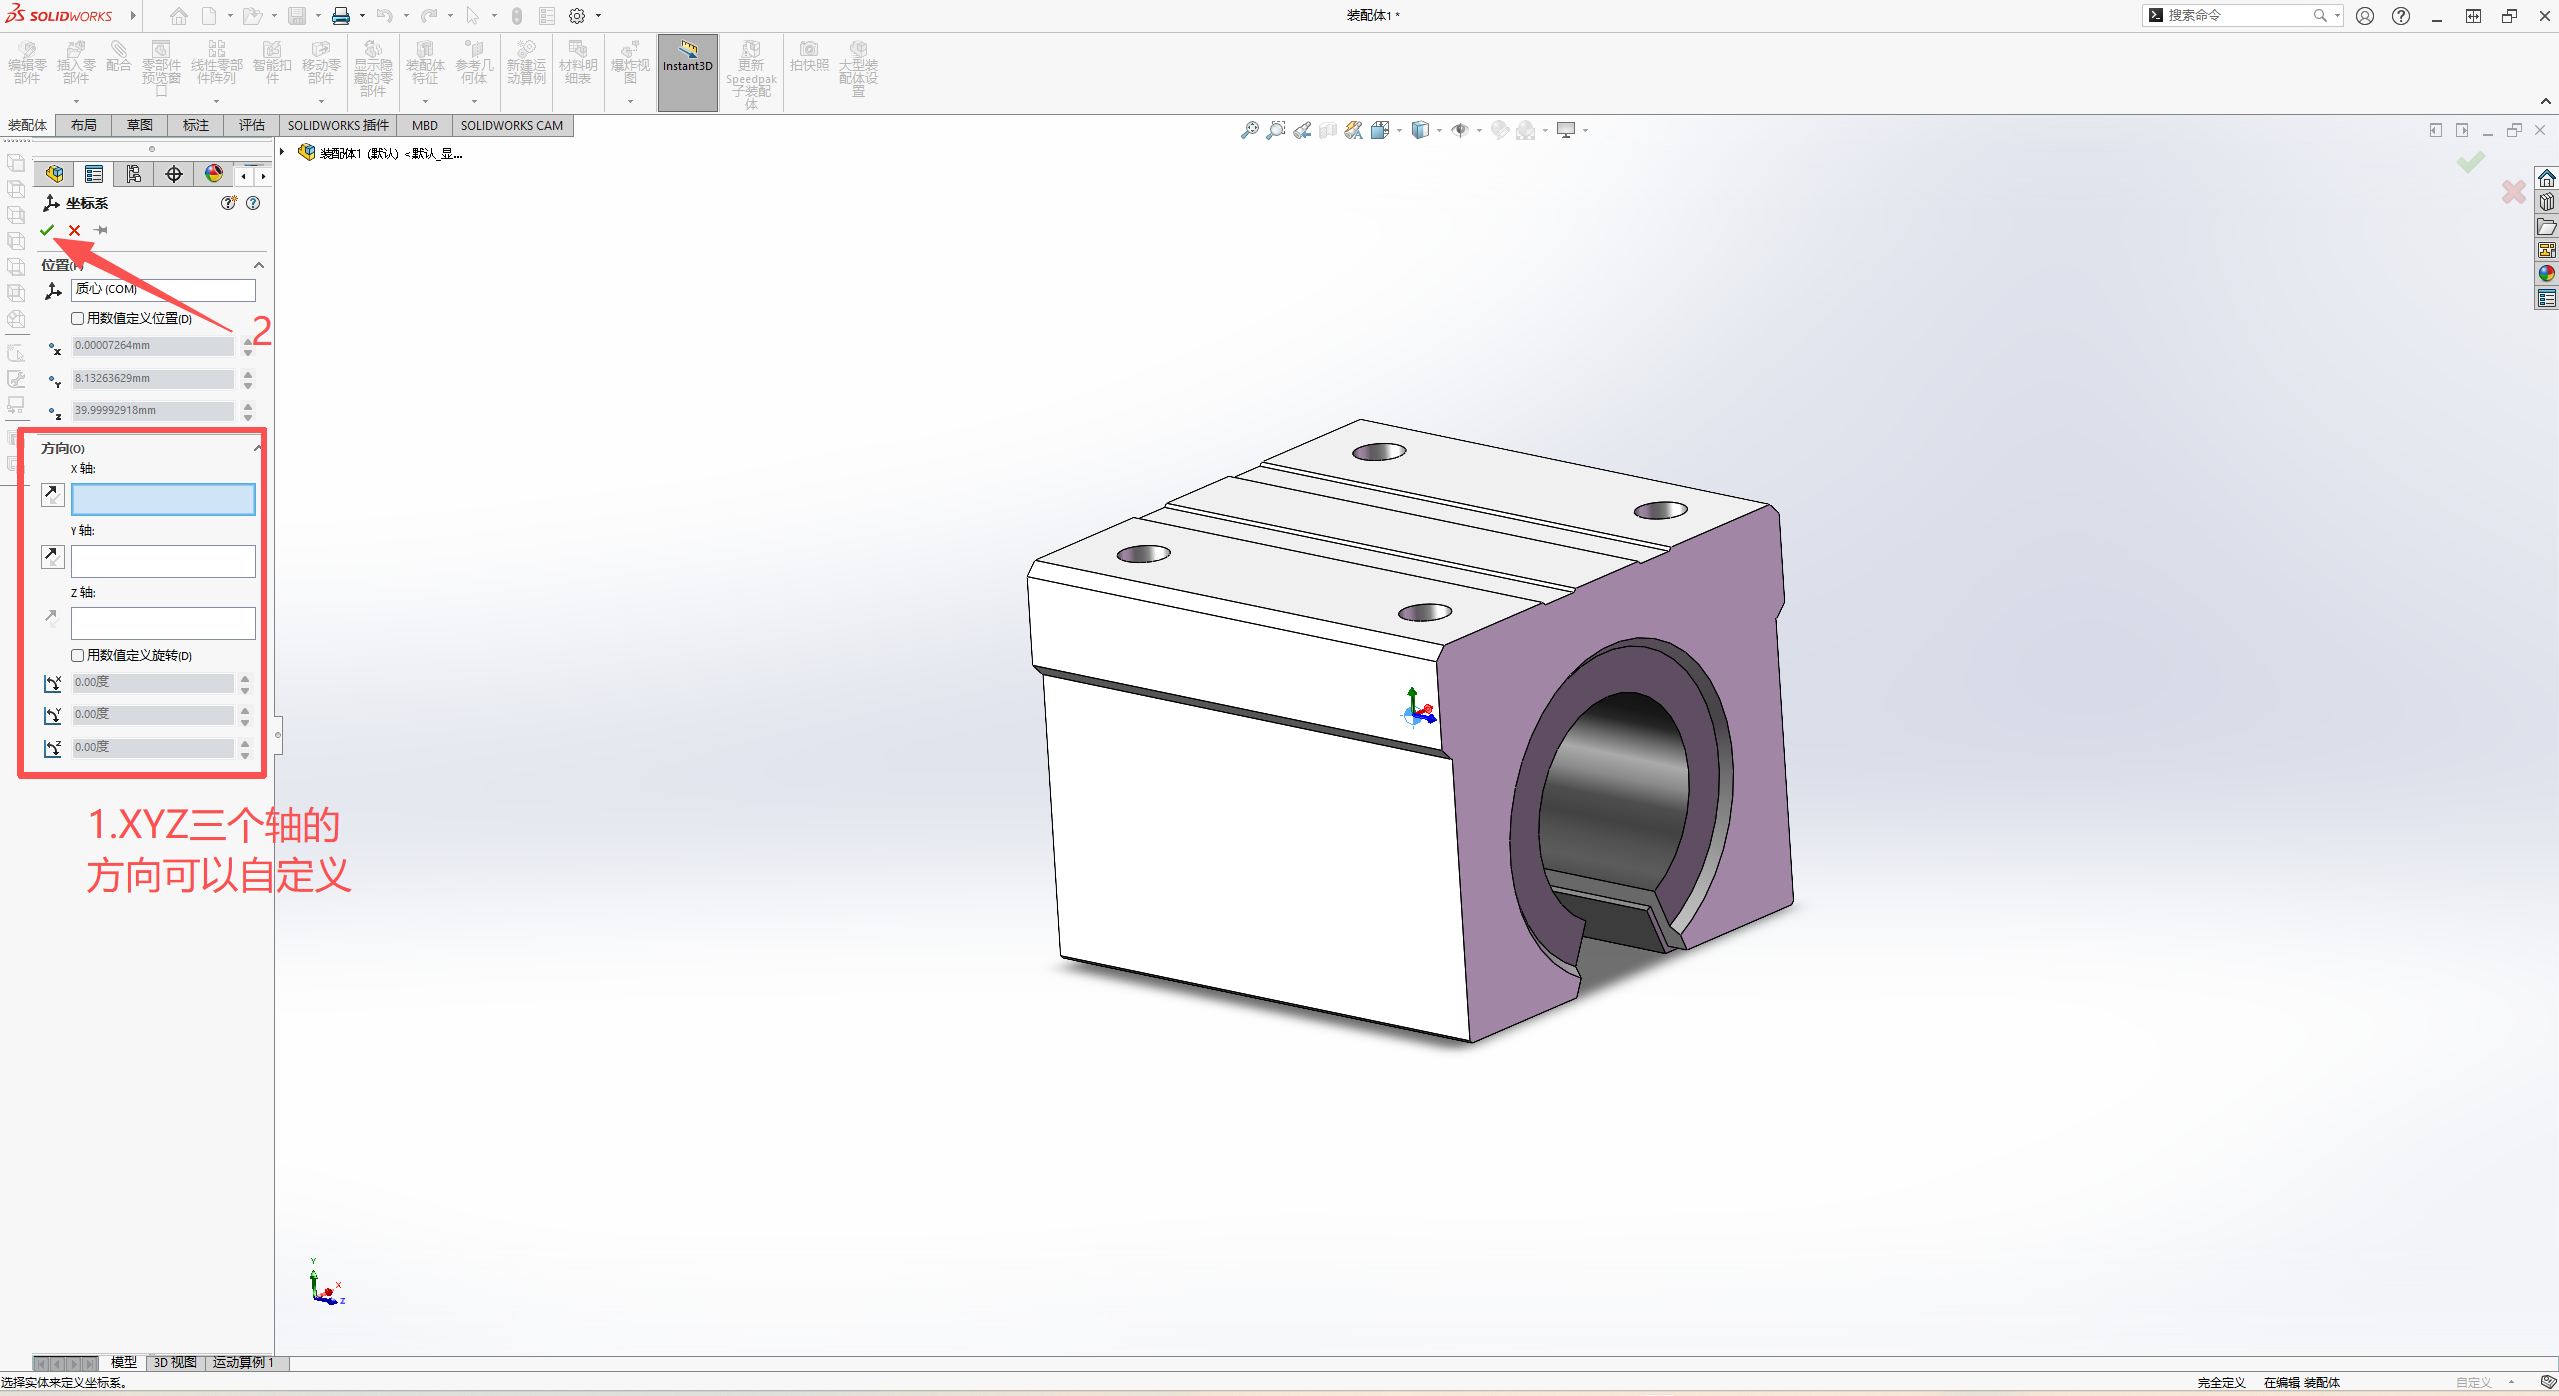 SOLIDWORKS
装配体1 *
搜索命令
编辑零部件
插入零部件
配合
零部件预览窗口
线性零部件阵列
智能扣件
移动零部件
显示隐藏的零部件
装配体特征
参考几何体
新建运动算例
材料明细表
爆炸视图
Instant3D
更新 Speedpak 子装配体
拍快照
大型装配体设置
装配体 布局 草图 标注 评估 SOLIDWORKS 插件 MBD SOLIDWORKS CAM
装配体1 (默认) <默认_显...
坐标系
位置(P)
质心 (COM)
用数值定义位置(D)
2
X 0.00007264mm
Y 8.13263629mm
Z 39.99992918mm
方向(O)
X 轴:
Y 轴:
Z 轴:
用数值定义旋转(D)
X 0.00度
Y 0.00度
Z 0.00度
1.XYZ三个轴的
方向可以自定义
Y
X
Z
模型 3D 视图 运动算例 1
选择实体来定义坐标系。
完全定义 在编辑 装配体 自定义